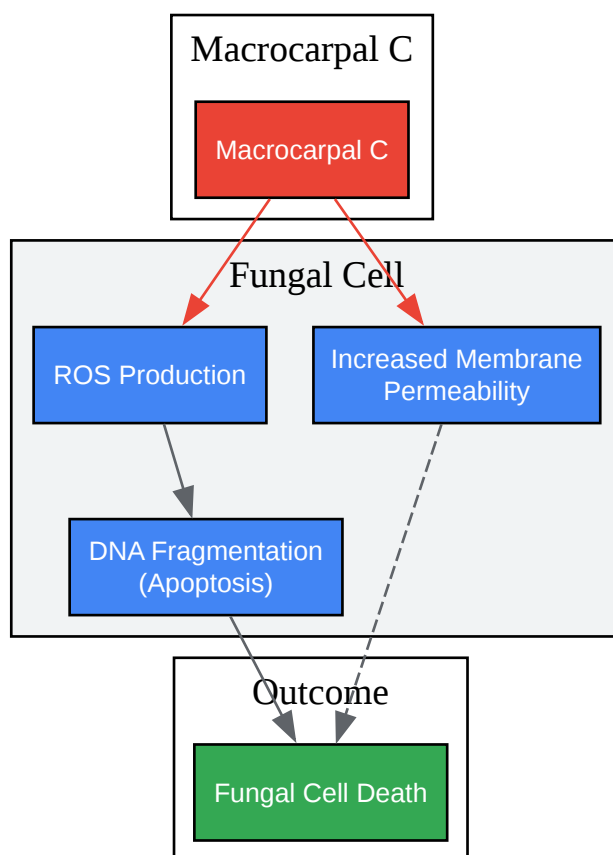 Macrocarpal C
Macrocarpal C
Fungal Cell
ROS Production
Increased Membrane
Permeability
DNA Fragmentation
(Apoptosis)
Outcome
Fungal Cell Death